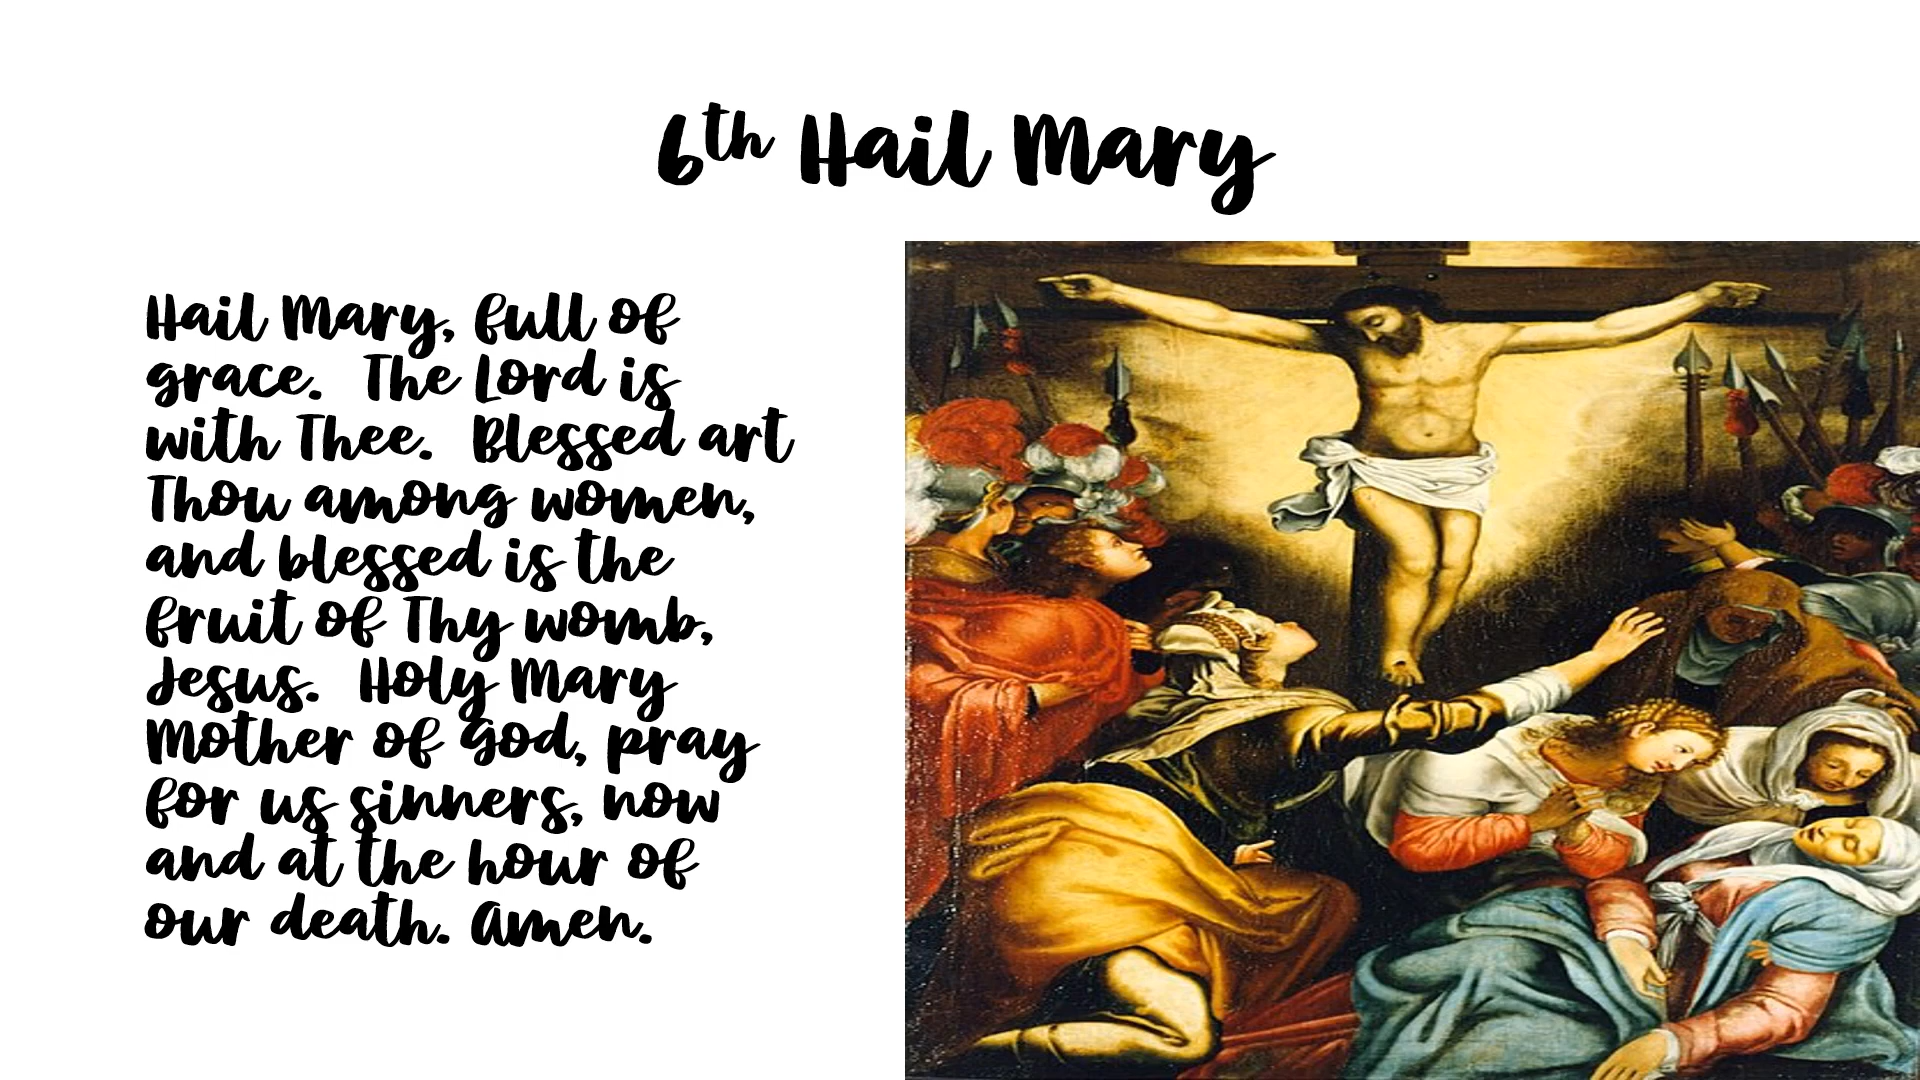 6th Hail Mary
Hail Mary, full of
grace.  The Lord is
with Thee.  Blessed art
Thou among women,
and blessed is the
fruit of Thy womb,
Jesus.  Holy Mary
Mother of God, pray
for us sinners, now
and at the hour of
our death. Amen.